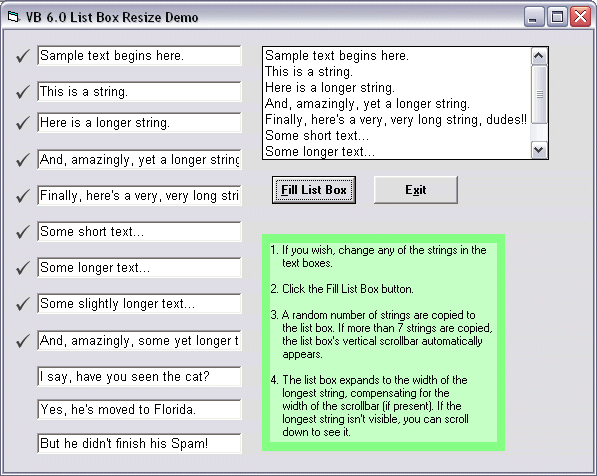 VB 6.0 List Box Resize Demo
Sample text begins here.
This is a string.
Here is a longer string.
And, amazingly, yet a longer string
Finally, here's a very, very long stri
Some short text...
Some longer text...
Some slightly longer text...
And, amazingly, some yet longer t
I say, have you seen the cat?
Yes, he's moved to Florida.
But he didn't finish his Spam!
Sample text begins here.
This is a string.
Here is a longer string.
And, amazingly, yet a longer string.
Finally, here's a very, very long string, dudes!!
Some short text...
Some longer text...
Fill List Box
Exit
1. If you wish, change any of the strings in the
text boxes.
2. Click the Fill List Box button.
3. A random number of strings are copied to
the list box. If more than 7 strings are copied,
the list box's vertical scrollbar automatically
appears.
4. The list box expands to the width of the
longest string, compensating for the
width of the scrollbar (if present). If the
longest string isn't visible, you can scroll
down to see it.